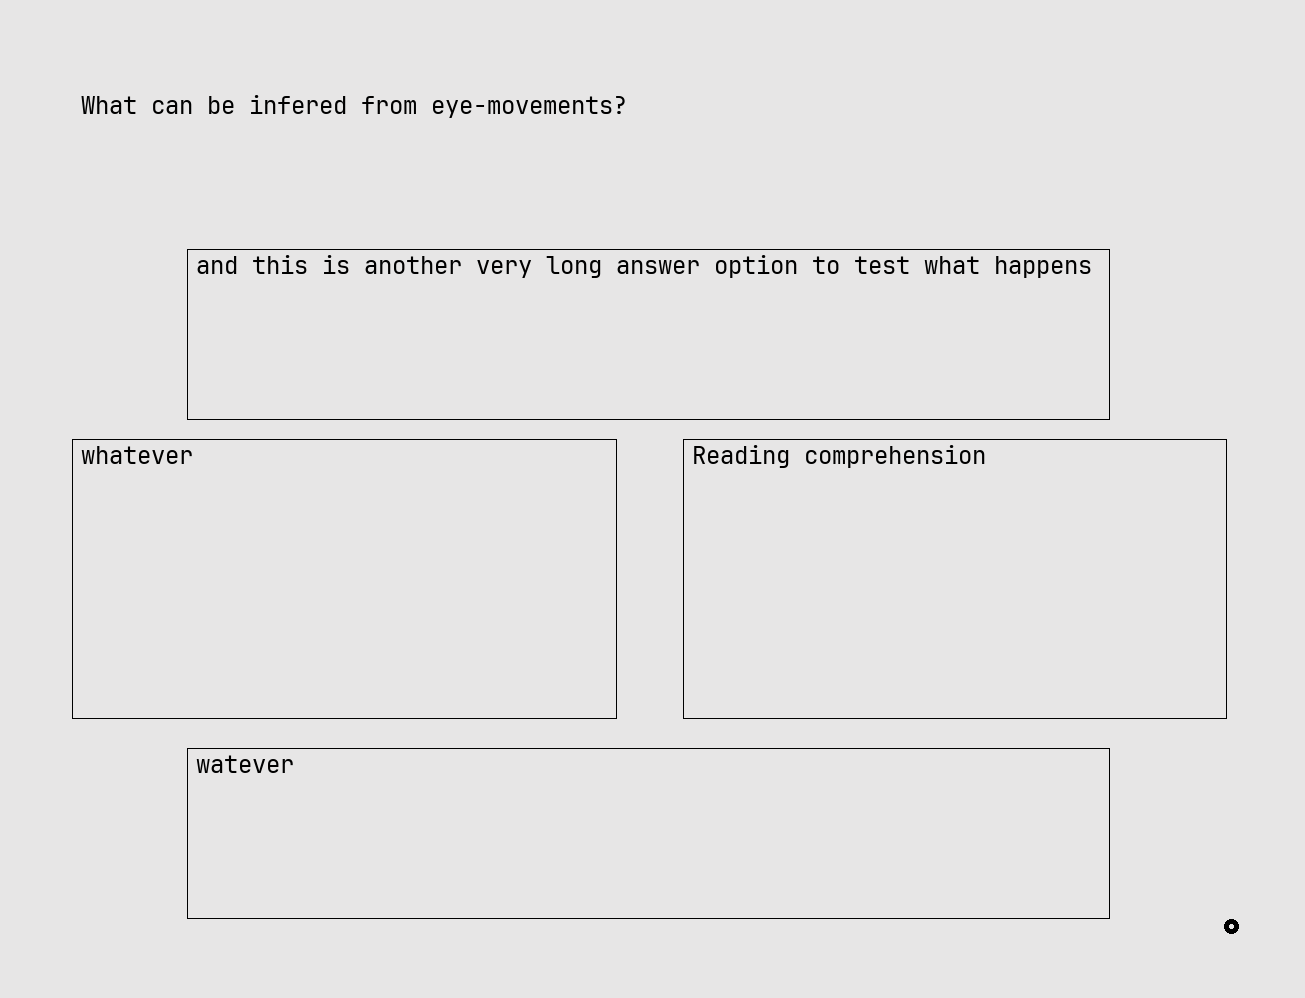 What can be infered from eye-movements?
and this is another very long answer option to test what happens
whatever
Reading comprehension
watever